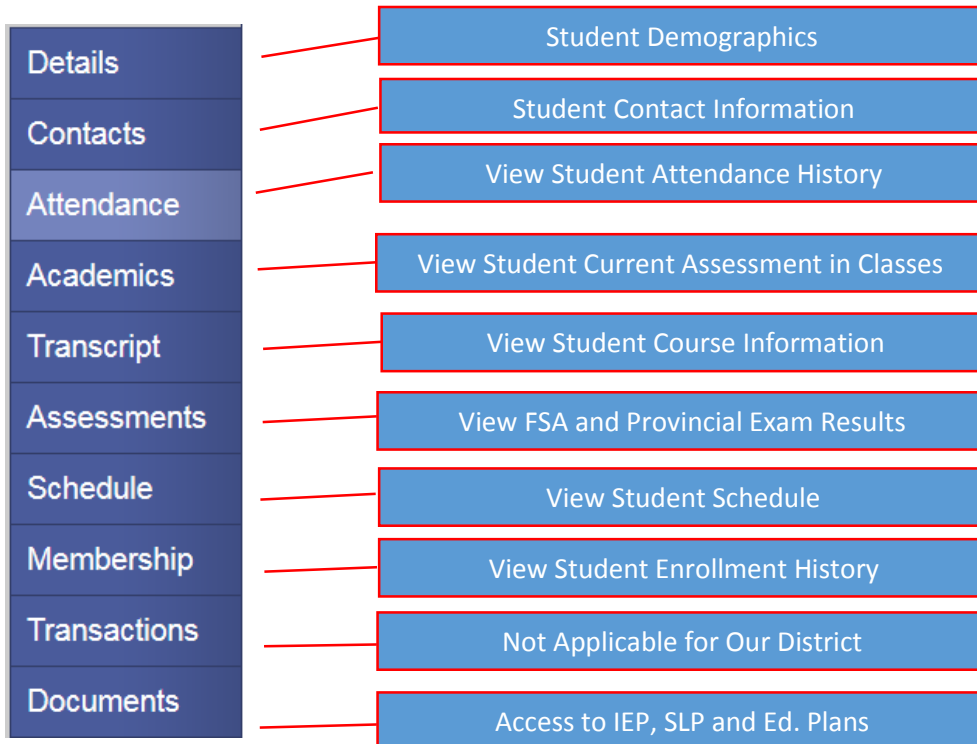 Details
Student Demographics
Contacts
Student Contact Information
Attendance
View Student Attendance History
Academics
View Student Current Assessment in Classes
Transcript
View Student Course Information
Assessments
View FSA and Provincial Exam Results
Schedule
View Student Schedule
Membership
View Student Enrollment History
Transactions
Not Applicable for Our District
Documents
Access to IEP, SLP and Ed. Plans